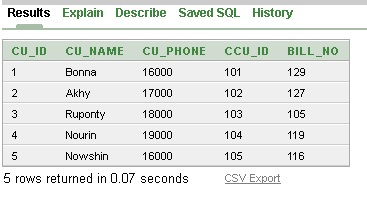 Results Explain Describe Saved SQL History
CU_ID CU_NAME CU_PHONE CCU_ID BILL_NO
1 Bonna 16000 101 129
2 Akhy 17000 102 127
3 Ruponty 18000 103 105
4 Nourin 19000 104 119
5 Nowshin 16000 105 116
5 rows returned in 0.07 seconds CSV Export